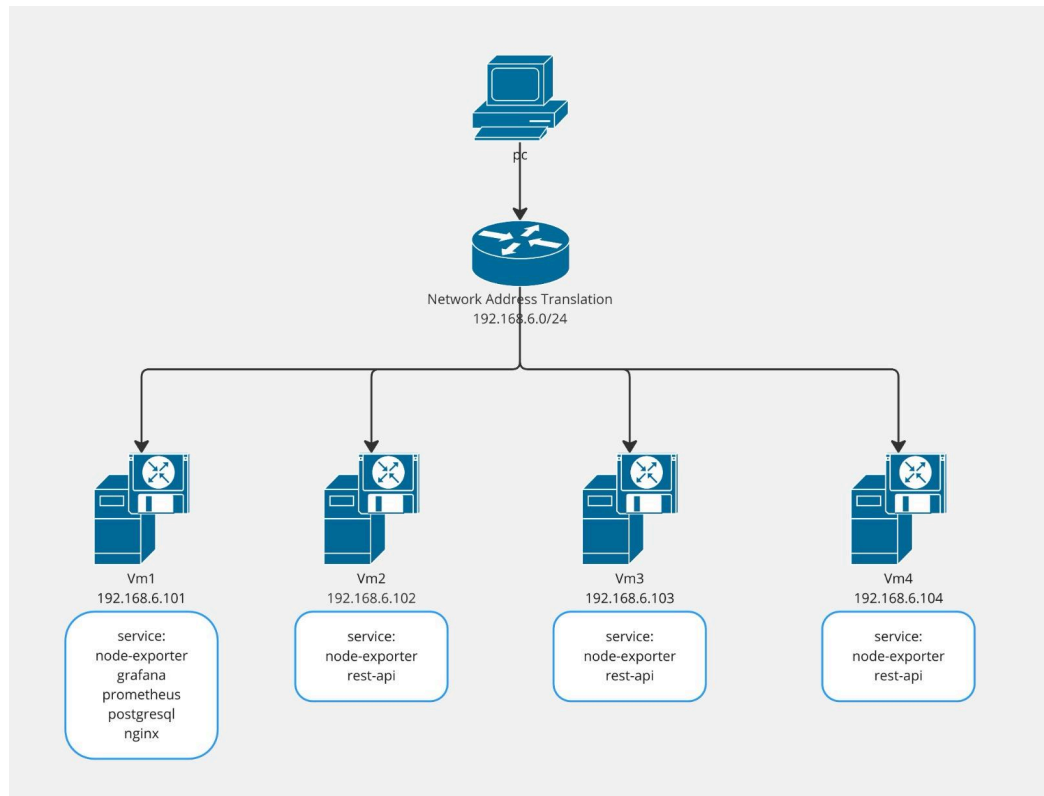 pc
Network Address Translation
192.168.6.0/24
Vm1
192.168.6.101
service:
node-exporter
grafana
prometheus
postgresql
nginx
Vm2
192.168.6.102
service:
node-exporter
rest-api
Vm3
192.168.6.103
service:
node-exporter
rest-api
Vm4
192.168.6.104
service:
node-exporter
rest-api